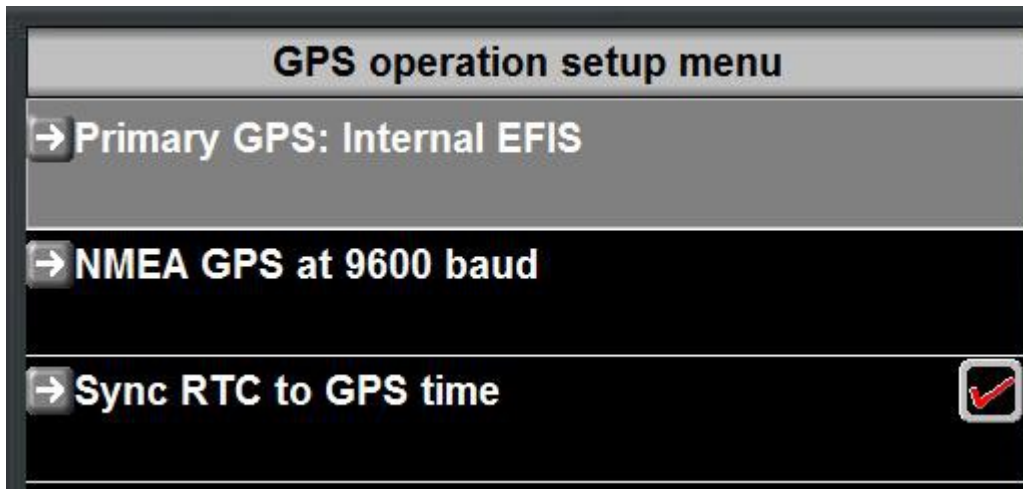 GPS operation setup menu
Primary GPS: Internal EFIS
NMEA GPS at 9600 baud
Sync RTC to GPS time